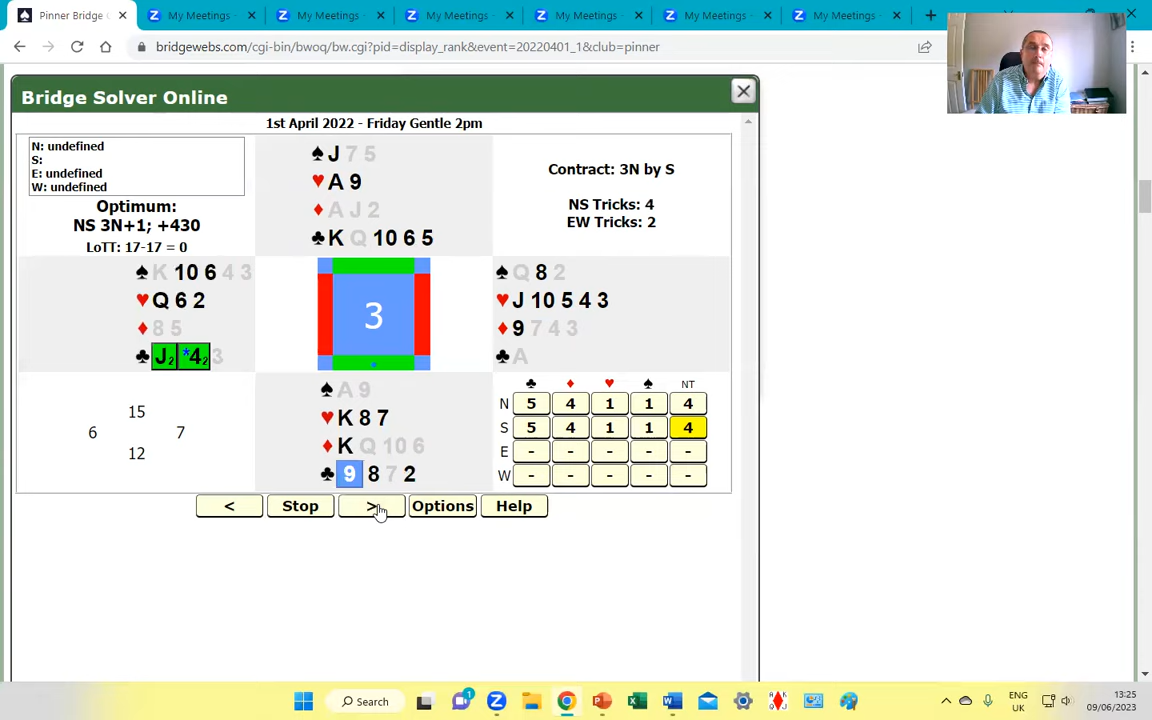 Pinner Bridge C
My Meetings -
My Meetings -
My Meetings -
My Meetings -
My Meetings -
My Meetings -
bridgewebs.com/cgi-bin/bwoq/bw.cgi?pid=display_rank&event=20220401_1&club=pinner
Bridge Solver Online
1st April 2022 - Friday Gentle 2pm
N: undefined
S:
E: undefined
W: undefined
Optimum:
NS 3N+1; +430
LoTT: 17-17 = 0
♠ J 7 5
♥ A 9
♦ A J 2
♣ K Q 10 6 5
Contract: 3N by S
NS Tricks: 4
EW Tricks: 2
♠ K 10 6 4 3
♥ Q 6 2
♦ 8 5
♣ J2 *42 3
3
♠ Q 8 2
♥ J 10 5 4 3
♦ 9 7 4 3
♣ A
15
6 7
12
♠ A 9
♥ K 8 7
♦ K Q 10 6
♣ 9 8 7 2
♣ ♦ ♥ ♠ NT
N 5 4 1 1 4
S 5 4 1 1 4
E - - - - -
W - - - - -
< Stop > Options Help
Search
1
ENG
UK
13:25
09/06/2023